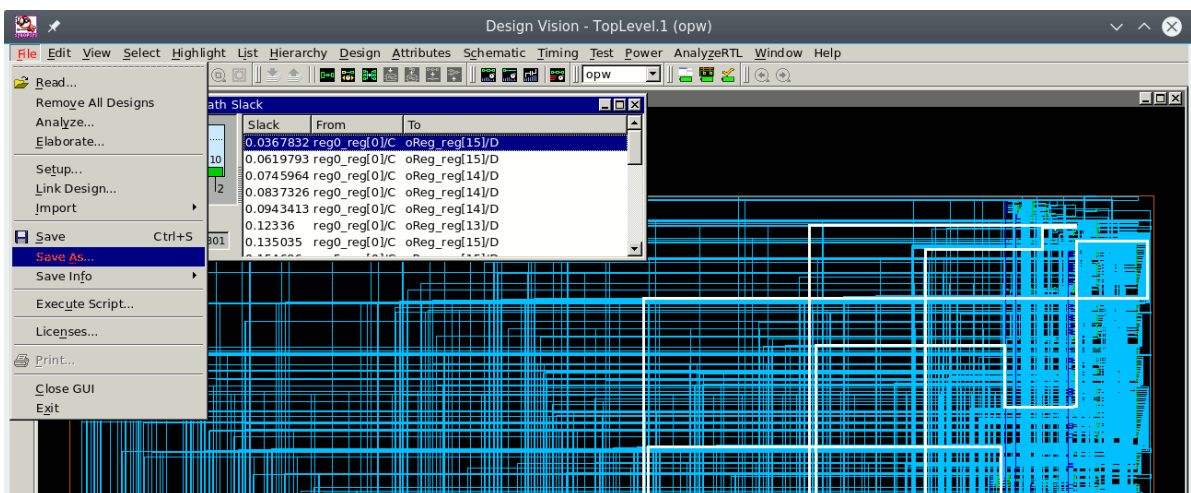 Design Vision - TopLevel.1 (opw)
File Edit View Select Highlight List Hierarchy Design Attributes Schematic Timing Test Power AnalyzeRTL Window Help
opw
Read...
Remove All Designs
Analyze...
Elaborate...
Setup...
Link Design...
Import
Save Ctrl+S
Save As...
Save Info
Execute Script...
Licenses...
Print...
Close GUI
Exit
ath Slack
10
2
301
Slack From To
0.0367832 reg0_reg[0]/C oReg_reg[15]/D
0.0619793 reg0_reg[0]/C oReg_reg[15]/D
0.0745964 reg0_reg[0]/C oReg_reg[14]/D
0.0837326 reg0_reg[0]/C oReg_reg[14]/D
0.0943413 reg0_reg[0]/C oReg_reg[14]/D
0.12336 reg0_reg[0]/C oReg_reg[13]/D
0.135035 reg0_reg[0]/C oReg_reg[15]/D